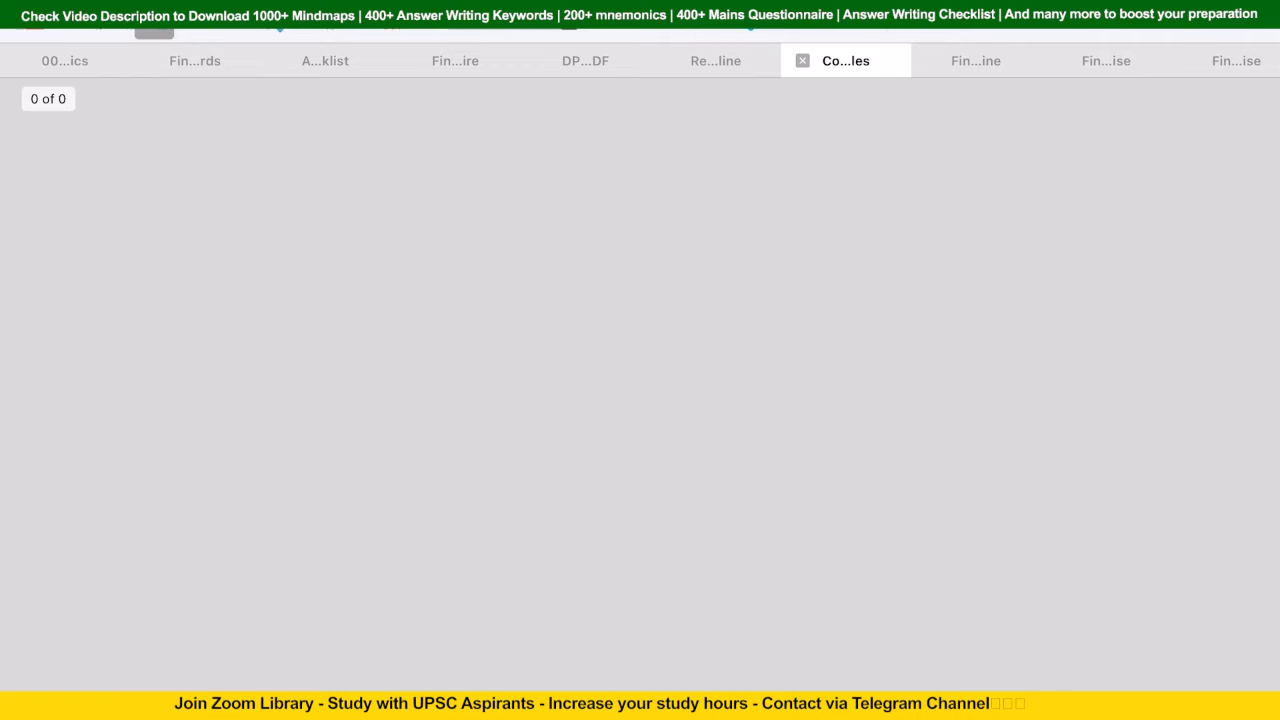 Check Video Description to Download 1000+ Mindmaps | 400+ Answer Writing Keywords | 200+ mnemonics | 400+ Mains Questionnaire | Answer Writing Checklist | And many more to boost your preparation
00...ics Fin...rds A...klist Fin...ire DP...DF Re...line Co...les Fin...ine Fin...ise Fin...ise
0 of 0
Join Zoom Library - Study with UPSC Aspirants - Increase your study hours - Contact via Telegram Channel